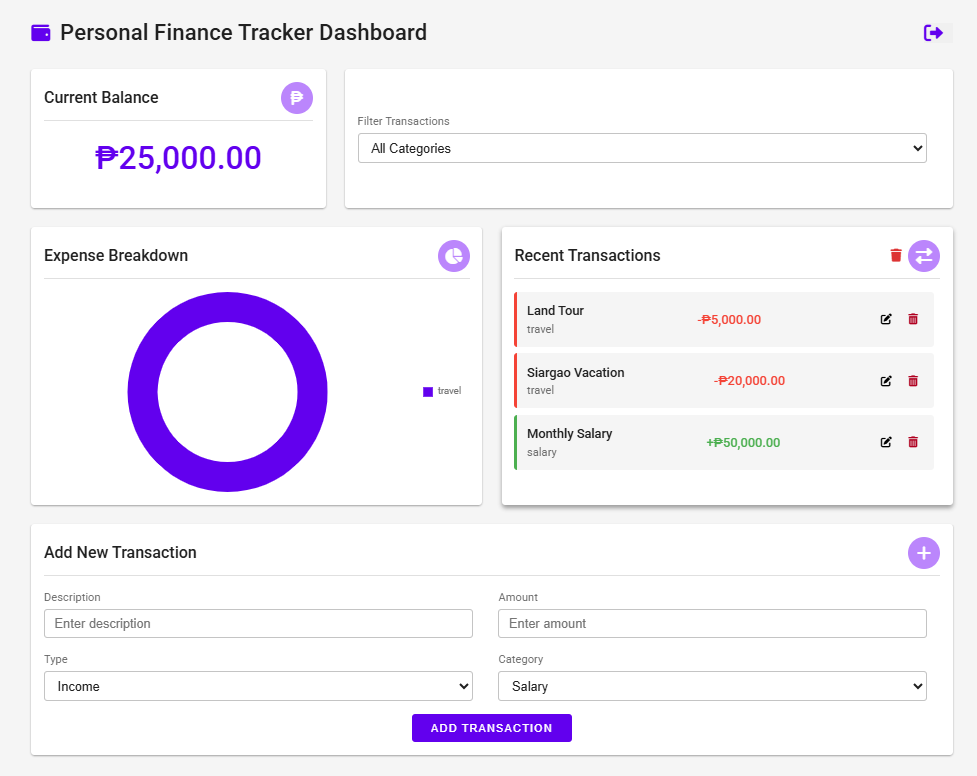 Personal Finance Tracker Dashboard
Current Balance
₱
₱25,000.00
Filter Transactions
All Categories
Expense Breakdown
travel
Recent Transactions
Land Tour
travel
-₱5,000.00
Siargao Vacation
travel
-₱20,000.00
Monthly Salary
salary
+₱50,000.00
Add New Transaction
Description
Enter description
Amount
Enter amount
Type
Income
Category
Salary
ADD TRANSACTION